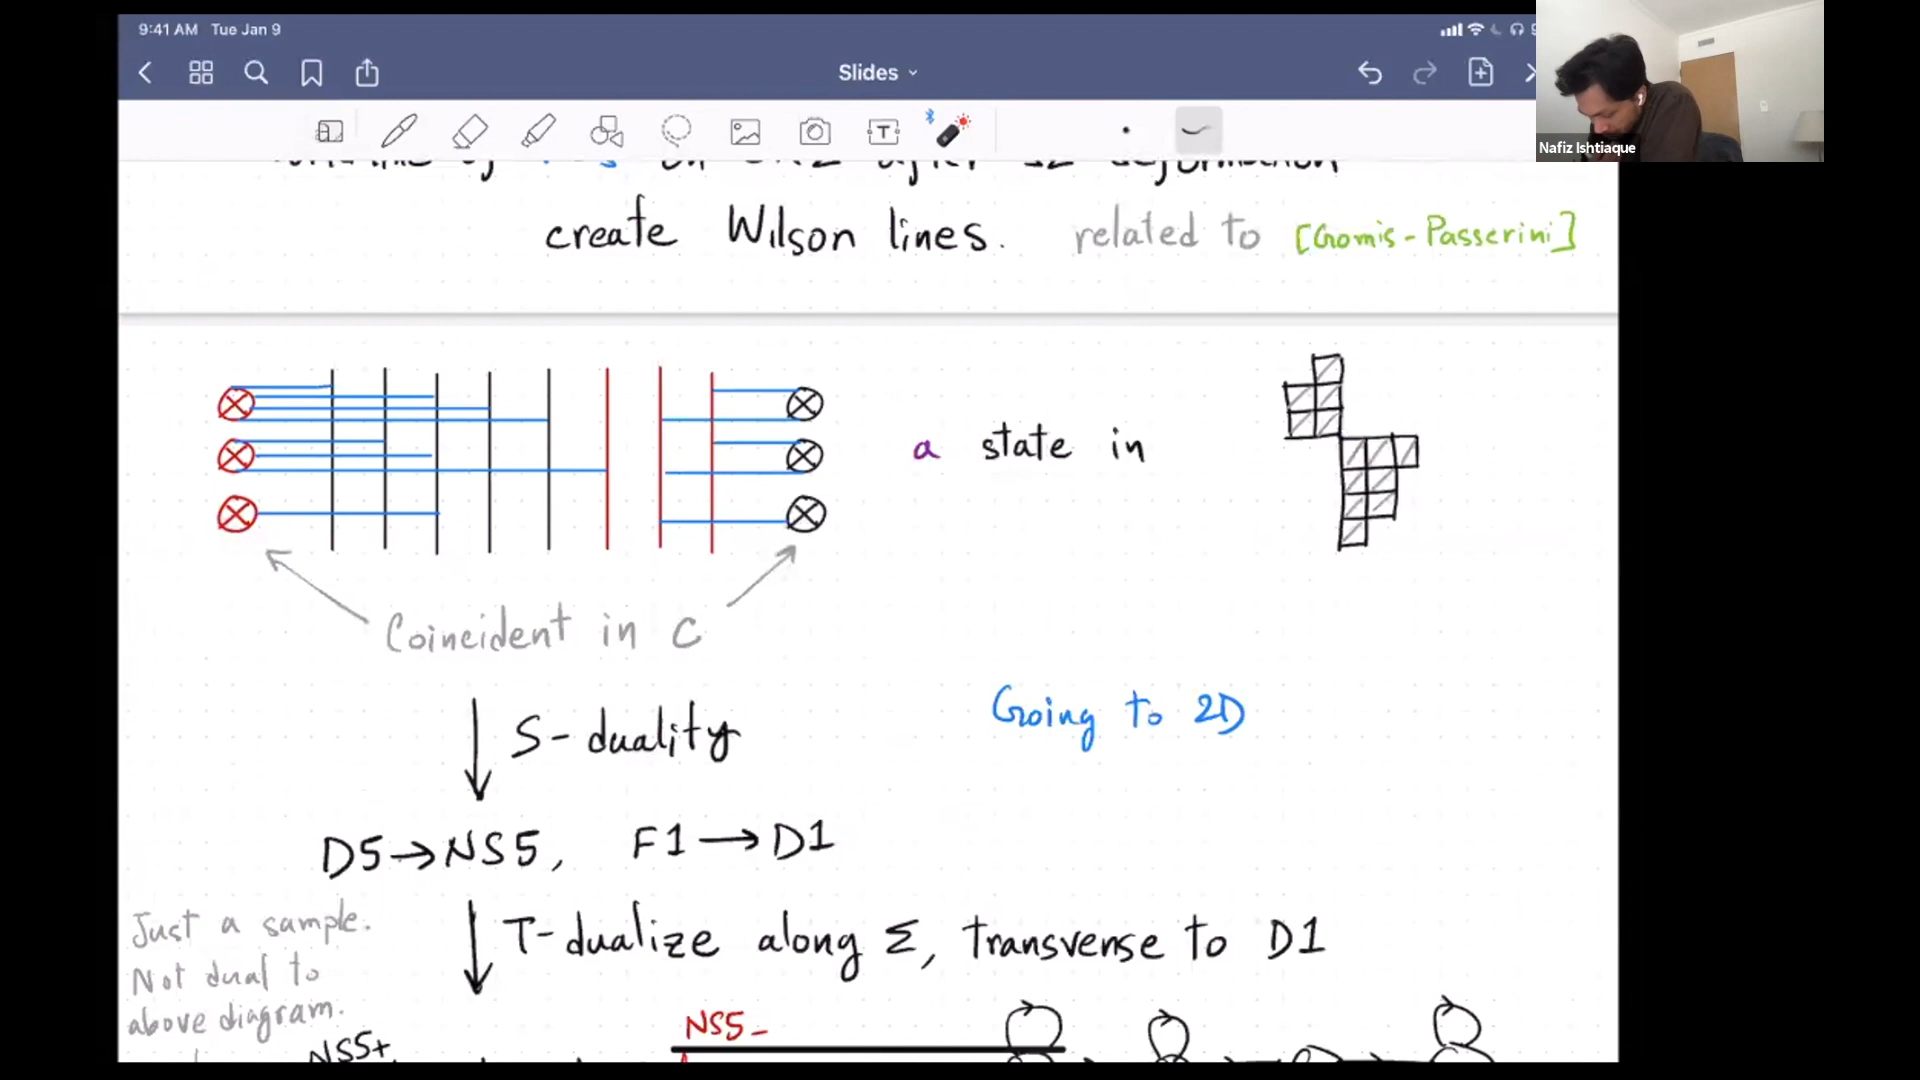 9:41 AM Tue Jan 9
Slides
Nafiz Ishtiaque
create Wilson lines. related to [Gomis-Passerini]
a state in
Coincident in C
S-duality
Going to 2D
D5→NS5, F1→D1
T-dualize along Σ, transverse to D1
Just a sample.
Not dual to
above diagram.
NS5+
NS5-